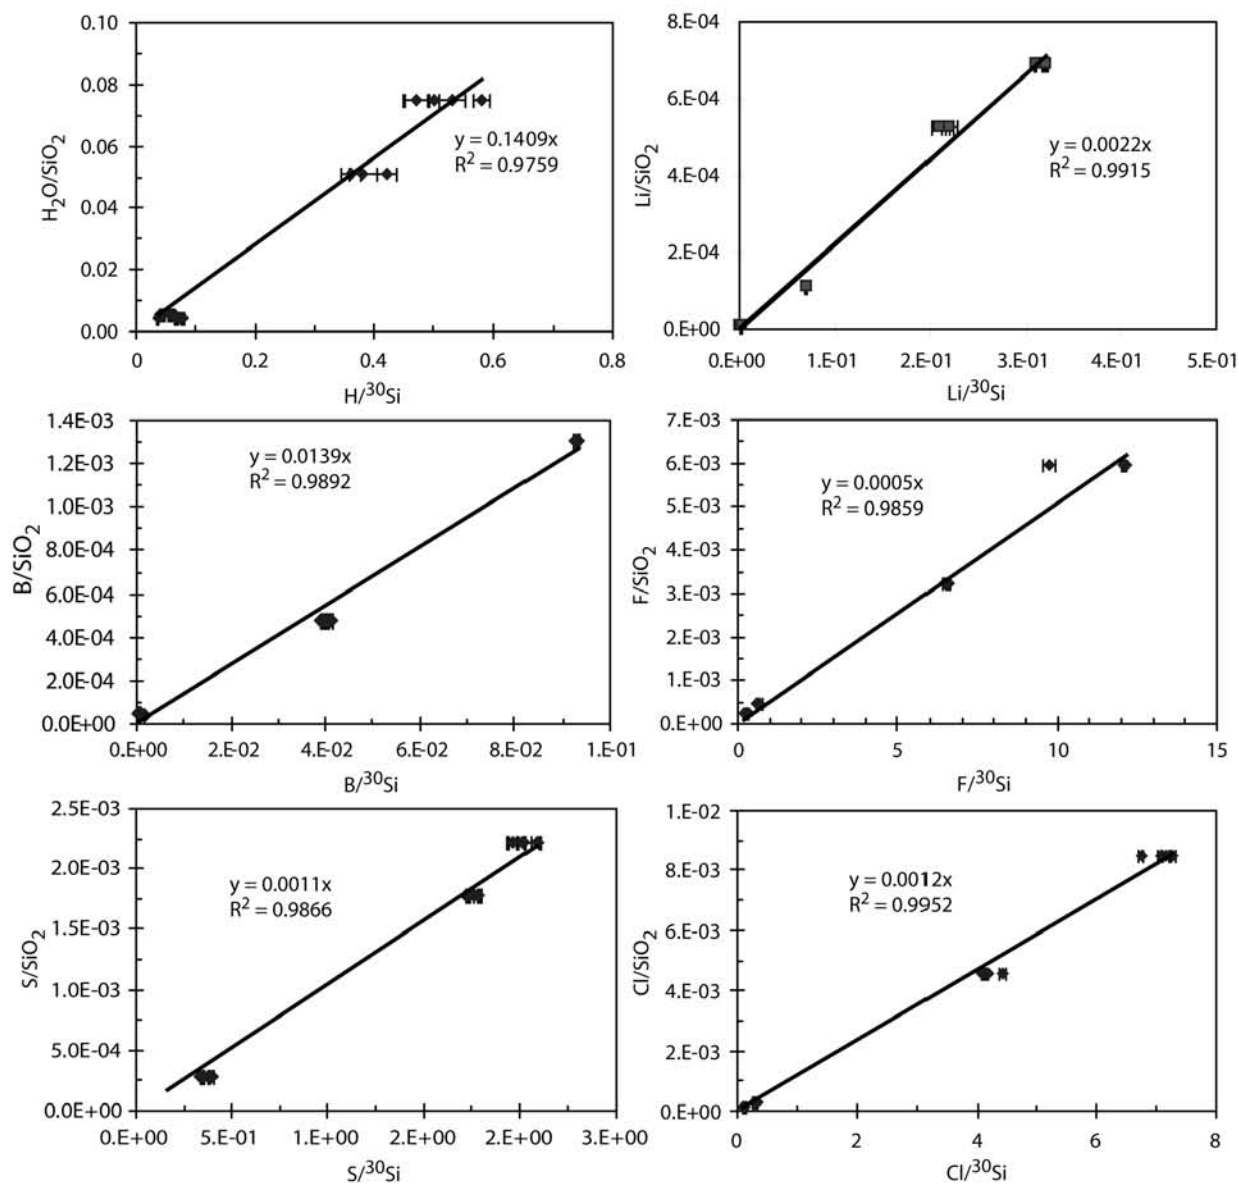 0.10
0.08
0.06
0.04
0.02
0.00
H₂O/SiO₂
y = 0.1409x
R² = 0.9759
0
0.2
0.4
0.6
0.8
H/³⁰Si
8.E-04
6.E-04
4.E-04
2.E-04
0.E+00
Li/SiO₂
y = 0.0022x
R² = 0.9915
0.E+00
1.E-01
2.E-01
3.E-01
4.E-01
5.E-01
Li/³⁰Si
1.4E-03
1.2E-03
1.0E-03
8.0E-04
6.0E-04
4.0E-04
2.0E-04
0.0E+00
B/SiO₂
y = 0.0139x
R² = 0.9892
0.E+00
2.E-02
4.E-02
6.E-02
8.E-02
1.E-01
B/³⁰Si
7.E-03
6.E-03
5.E-03
4.E-03
3.E-03
2.E-03
1.E-03
0.E+00
F/SiO₂
y = 0.0005x
R² = 0.9859
0
5
10
15
F/³⁰Si
2.5E-03
2.0E-03
1.5E-03
1.0E-03
5.0E-04
0.0E+00
S/SiO₂
y = 0.0011x
R² = 0.9866
0.E+00
5.E-01
1.E+00
2.E+00
2.E+00
3.E+00
S/³⁰Si
1.E-02
8.E-03
6.E-03
4.E-03
2.E-03
0.E+00
Cl/SiO₂
y = 0.0012x
R² = 0.9952
0
2
4
6
8
Cl/³⁰Si